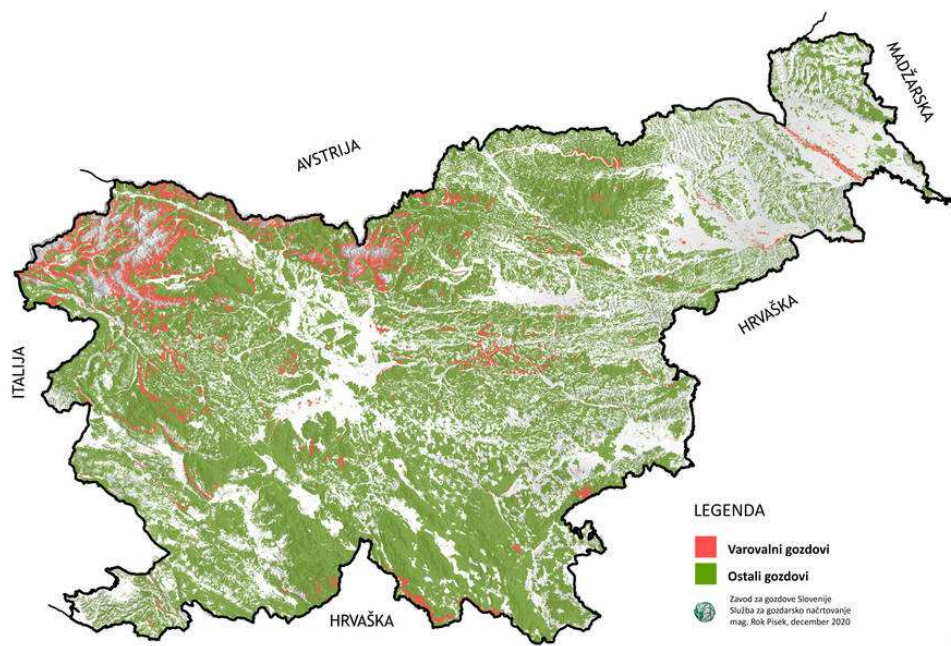 MADŽARSKA
AVSTRIJA
HRVAŠKA
ITALIJA
LEGENDA
Varovalni gozdovi
Ostali gozdovi
Zavod za gozdove Slovenije
Služba za gozdarsko načrtovanje
mag. Rok Pisek, december 2020
HRVAŠKA